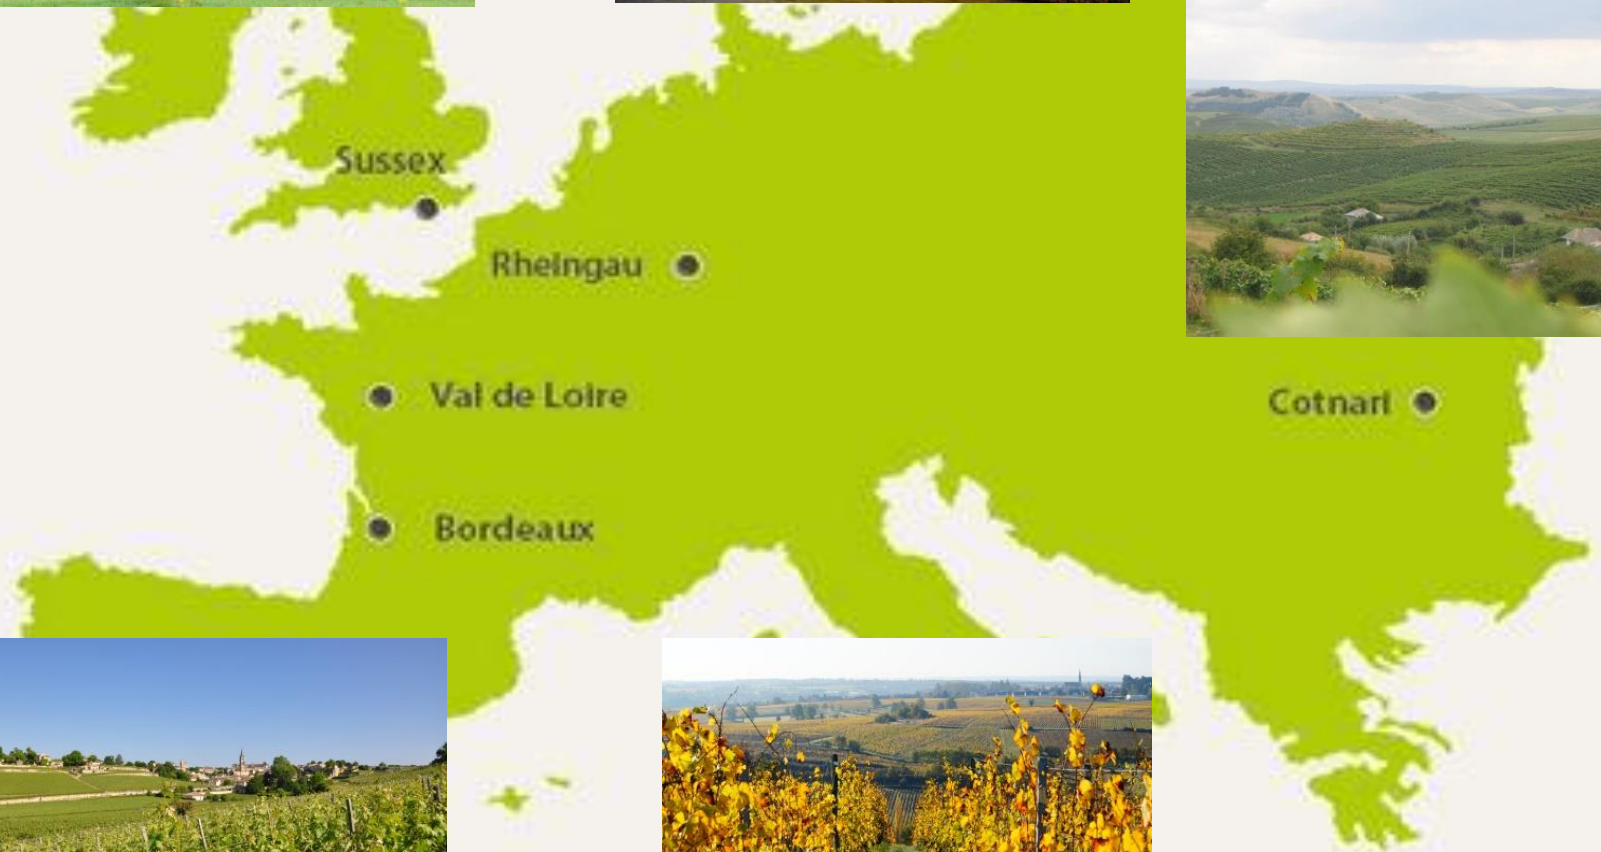 Sussex
Rheingau
Val de Loire
Cotnari
Bordeaux